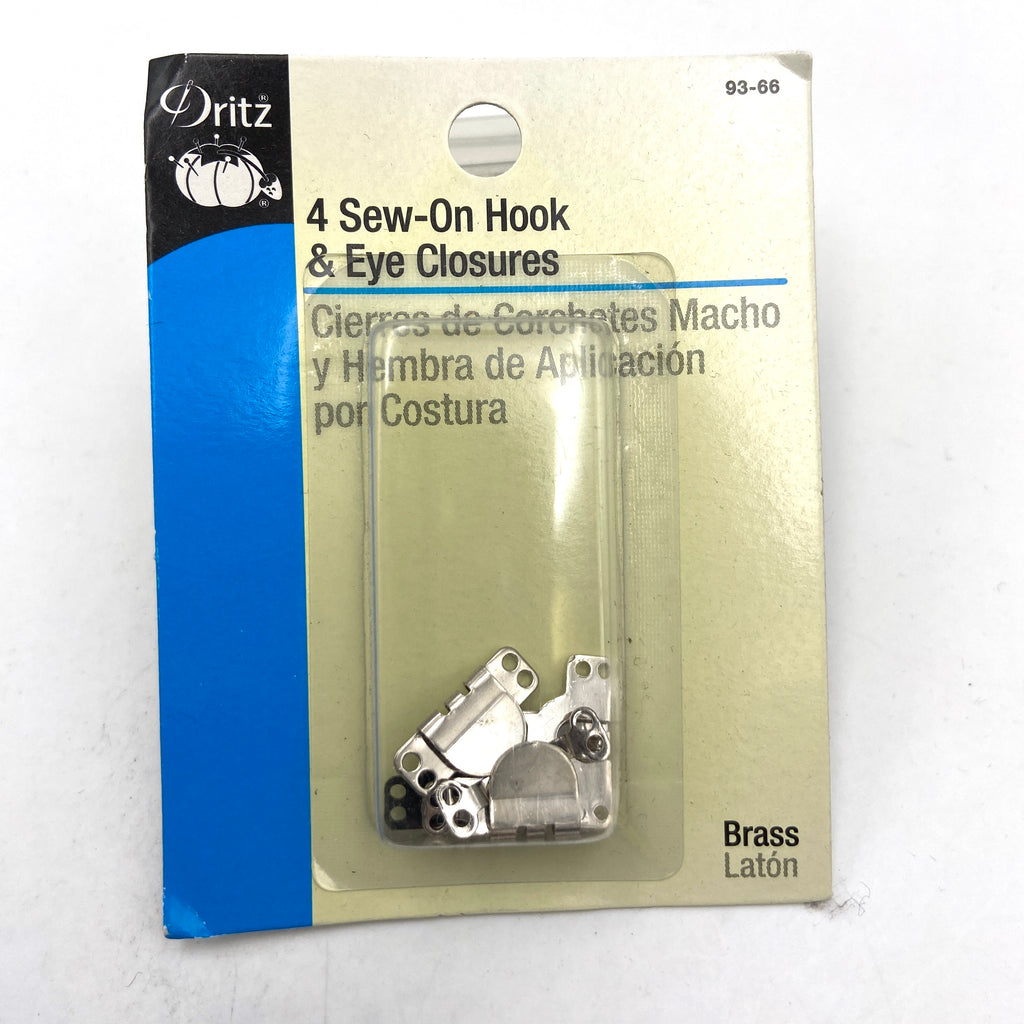 Dritz®
®
93-66
4 Sew-On Hook
& Eye Closures
Cierres de Corchetes Macho
y Hembra de Aplicación
por Costura
Brass
Latón